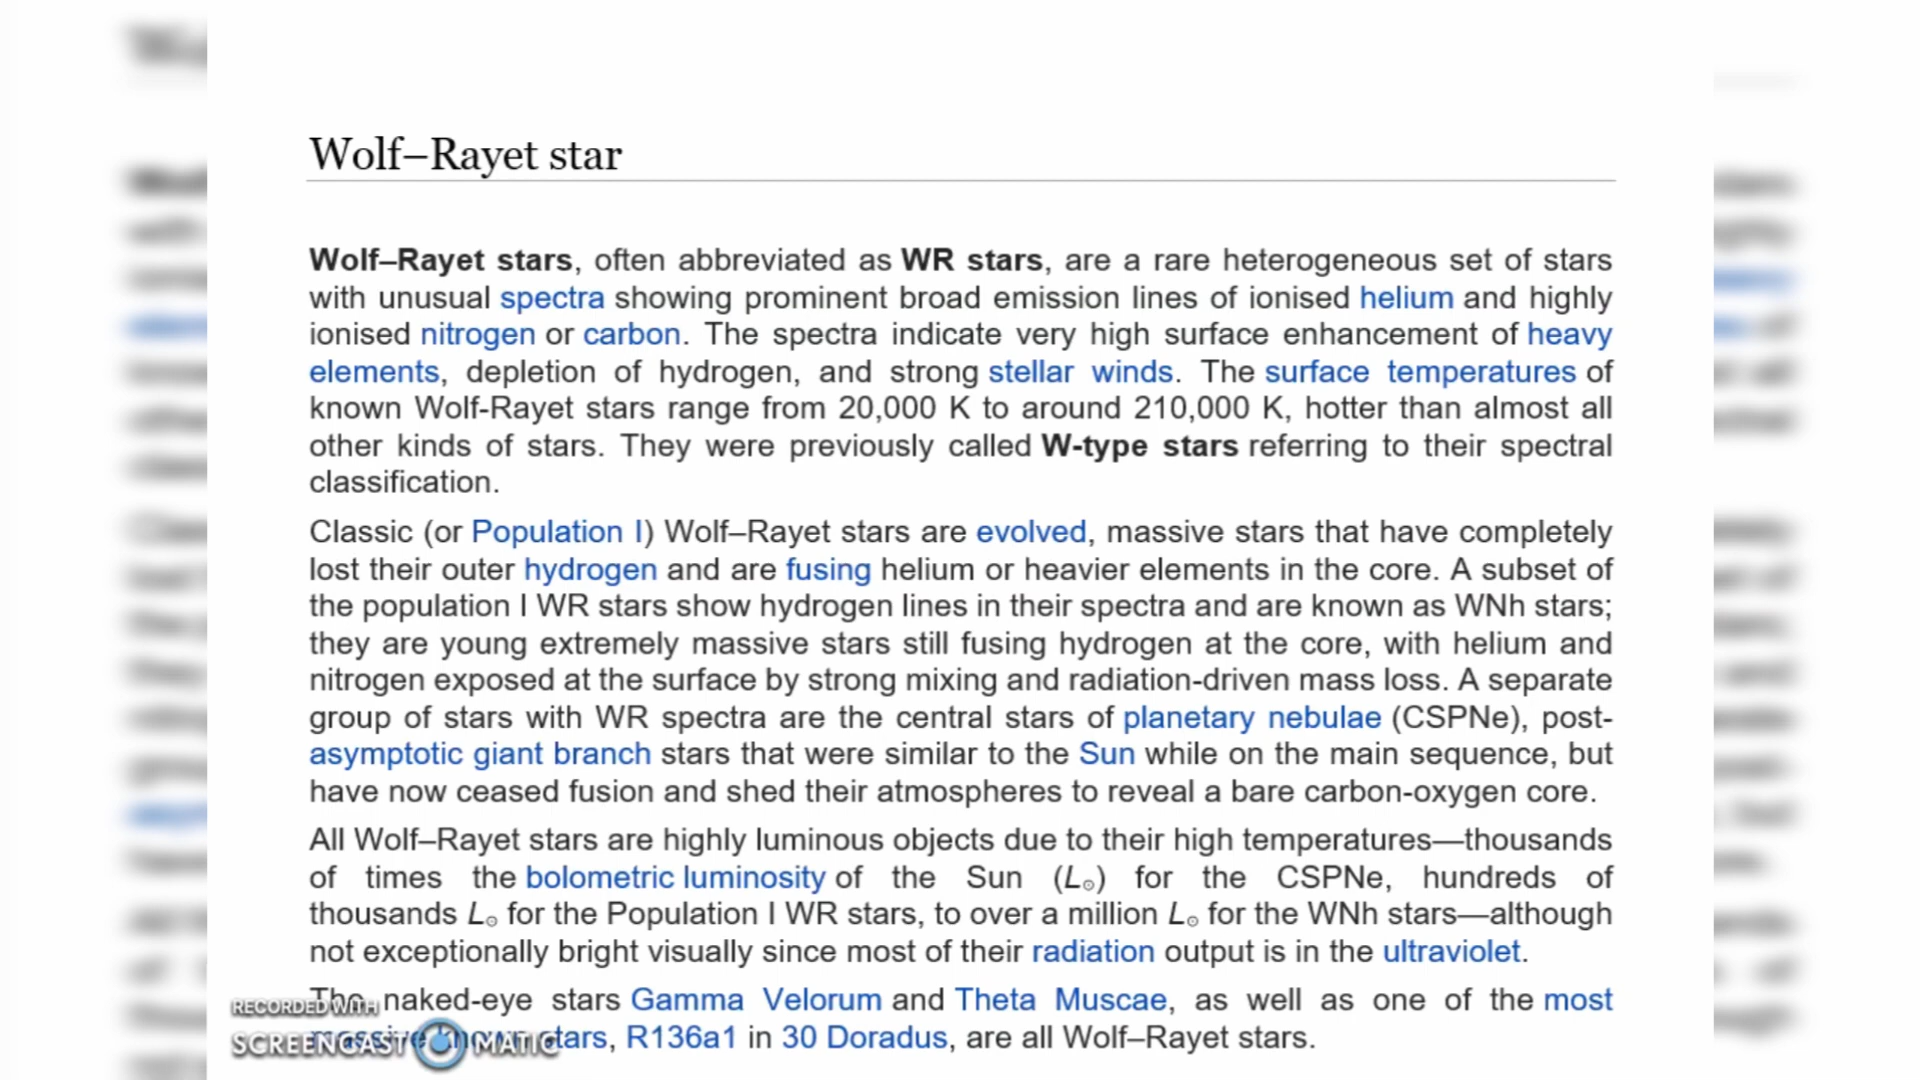 Wolf–Rayet star
Wolf–Rayet stars, often abbreviated as WR stars, are a rare heterogeneous set of stars
with unusual spectra showing prominent broad emission lines of ionised helium and highly
ionised nitrogen or carbon. The spectra indicate very high surface enhancement of heavy
elements, depletion of hydrogen, and strong stellar winds. The surface temperatures of
known Wolf-Rayet stars range from 20,000 K to around 210,000 K, hotter than almost all
other kinds of stars. They were previously called W-type stars referring to their spectral
classification.
Classic (or Population I) Wolf–Rayet stars are evolved, massive stars that have completely
lost their outer hydrogen and are fusing helium or heavier elements in the core. A subset of
the population I WR stars show hydrogen lines in their spectra and are known as WNh stars;
they are young extremely massive stars still fusing hydrogen at the core, with helium and
nitrogen exposed at the surface by strong mixing and radiation-driven mass loss. A separate
group of stars with WR spectra are the central stars of planetary nebulae (CSPNe), post-
asymptotic giant branch stars that were similar to the Sun while on the main sequence, but
have now ceased fusion and shed their atmospheres to reveal a bare carbon-oxygen core.
All Wolf–Rayet stars are highly luminous objects due to their high temperatures—thousands
of times the bolometric luminosity of the Sun (L☉) for the CSPNe, hundreds of
thousands L☉ for the Population I WR stars, to over a million L☉ for the WNh stars—although
not exceptionally bright visually since most of their radiation output is in the ultraviolet.
The naked-eye stars Gamma Velorum and Theta Muscae, as well as one of the most
massive known stars, R136a1 in 30 Doradus, are all Wolf–Rayet stars.
RECORDED WITH
SCREENCAST MATIC